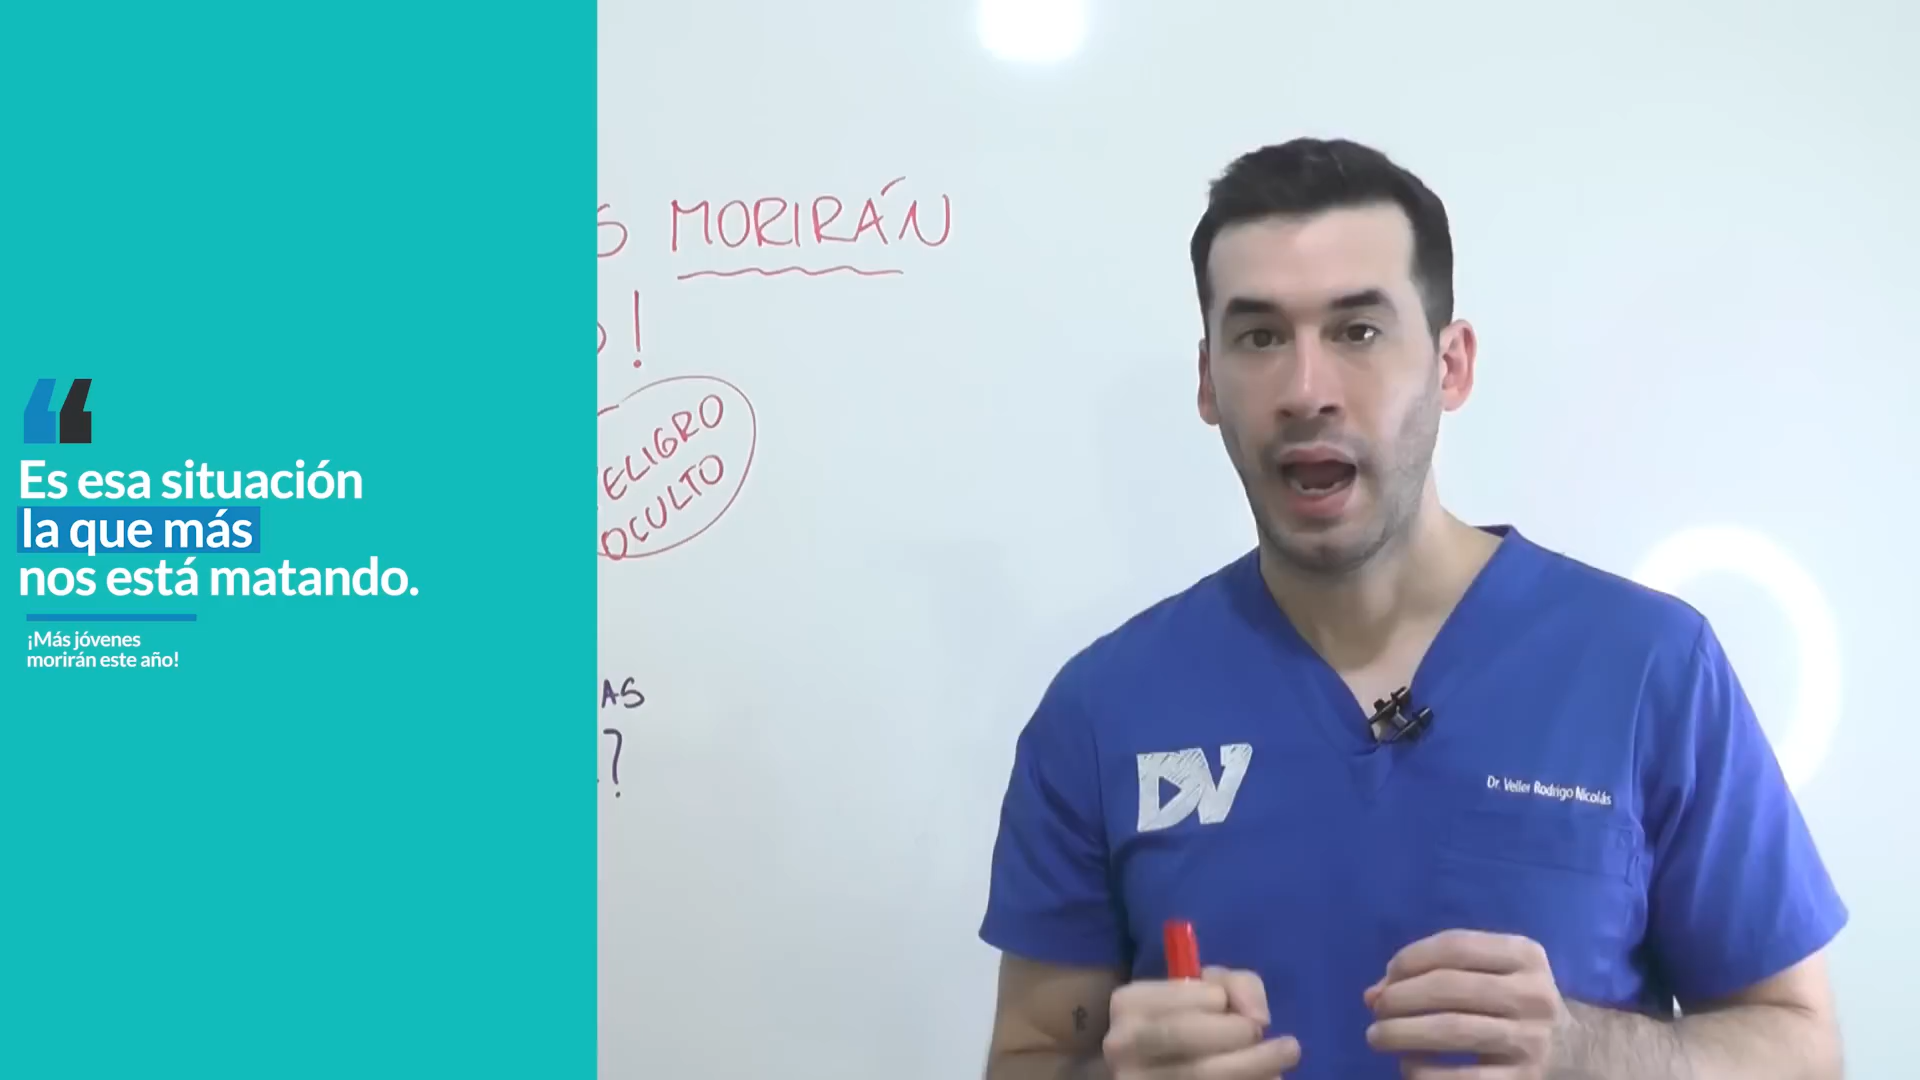 Es esa situación
la que más
nos está matando.
¡Más jóvenes
morirán este año!
S MORIRÁN
!
PELIGRO
OCULTO
AS
?
DV
Dr. Veller Rodrigo Nicolás